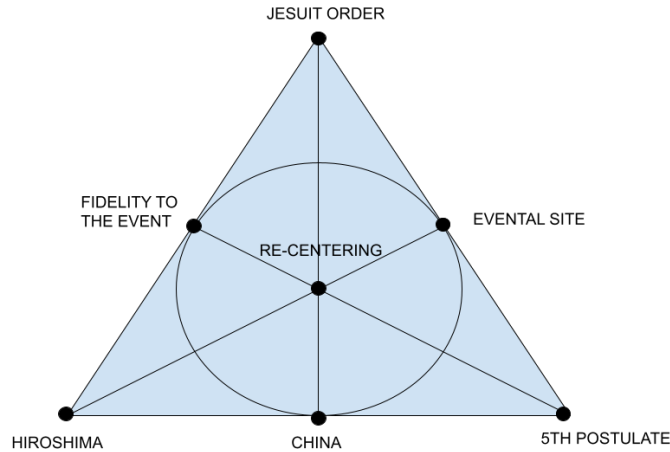 JESUIT ORDER
FIDELITY TO
THE EVENT
EVENTAL SITE
RE-CENTERING
HIROSHIMA
CHINA
5TH POSTULATE